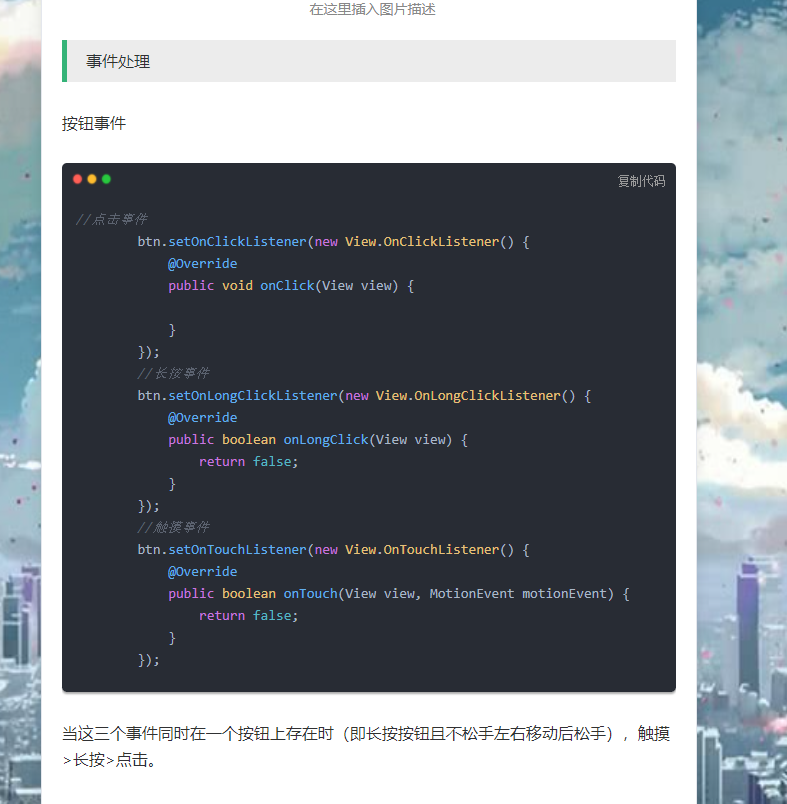 在这里插入图片描述
事件处理
按钮事件
复制代码
//点击事件
        btn.setOnClickListener(new View.OnClickListener() {
            @Override
            public void onClick(View view) {

            }
        });
        //长按事件
        btn.setOnLongClickListener(new View.OnLongClickListener() {
            @Override
            public boolean onLongClick(View view) {
                return false;
            }
        });
        //触摸事件
        btn.setOnTouchListener(new View.OnTouchListener() {
            @Override
            public boolean onTouch(View view, MotionEvent motionEvent) {
                return false;
            }
        });
当这三个事件同时在一个按钮上存在时（即长按按钮且不松手左右移动后松手），触摸
>长按>点击。